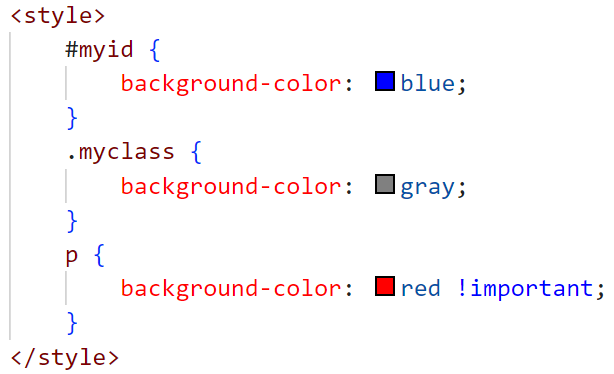 <style>
    #myid {
        background-color: blue;
    }
    .myclass {
        background-color: gray;
    }
    p {
        background-color: red !important;
    }
</style>